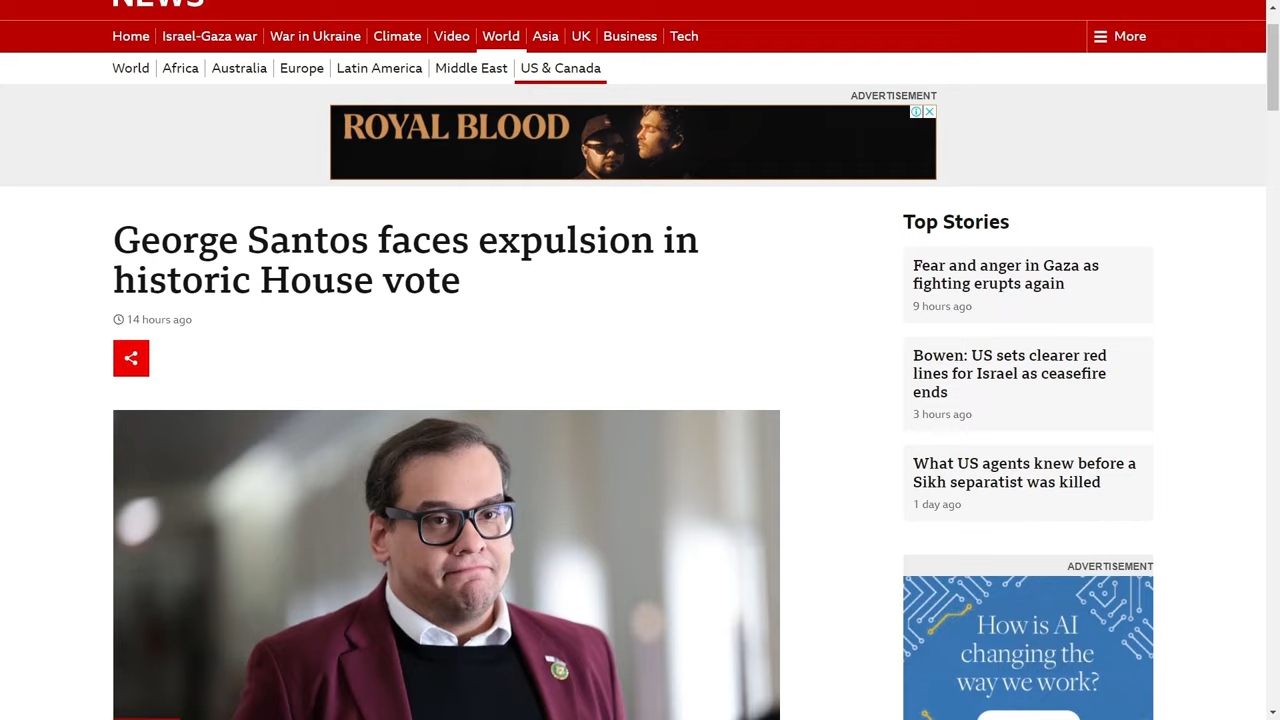 NEWS
Home
Israel-Gaza war
War in Ukraine
Climate
Video
World
Asia
UK
Business
Tech
More
World
Africa
Australia
Europe
Latin America
Middle East
US & Canada
ADVERTISEMENT
ROYAL BLOOD
George Santos faces expulsion in
historic House vote
14 hours ago
Top Stories
Fear and anger in Gaza as
fighting erupts again
9 hours ago
Bowen: US sets clearer red
lines for Israel as ceasefire
ends
3 hours ago
What US agents knew before a
Sikh separatist was killed
1 day ago
ADVERTISEMENT
How is AI
changing the
way we work?